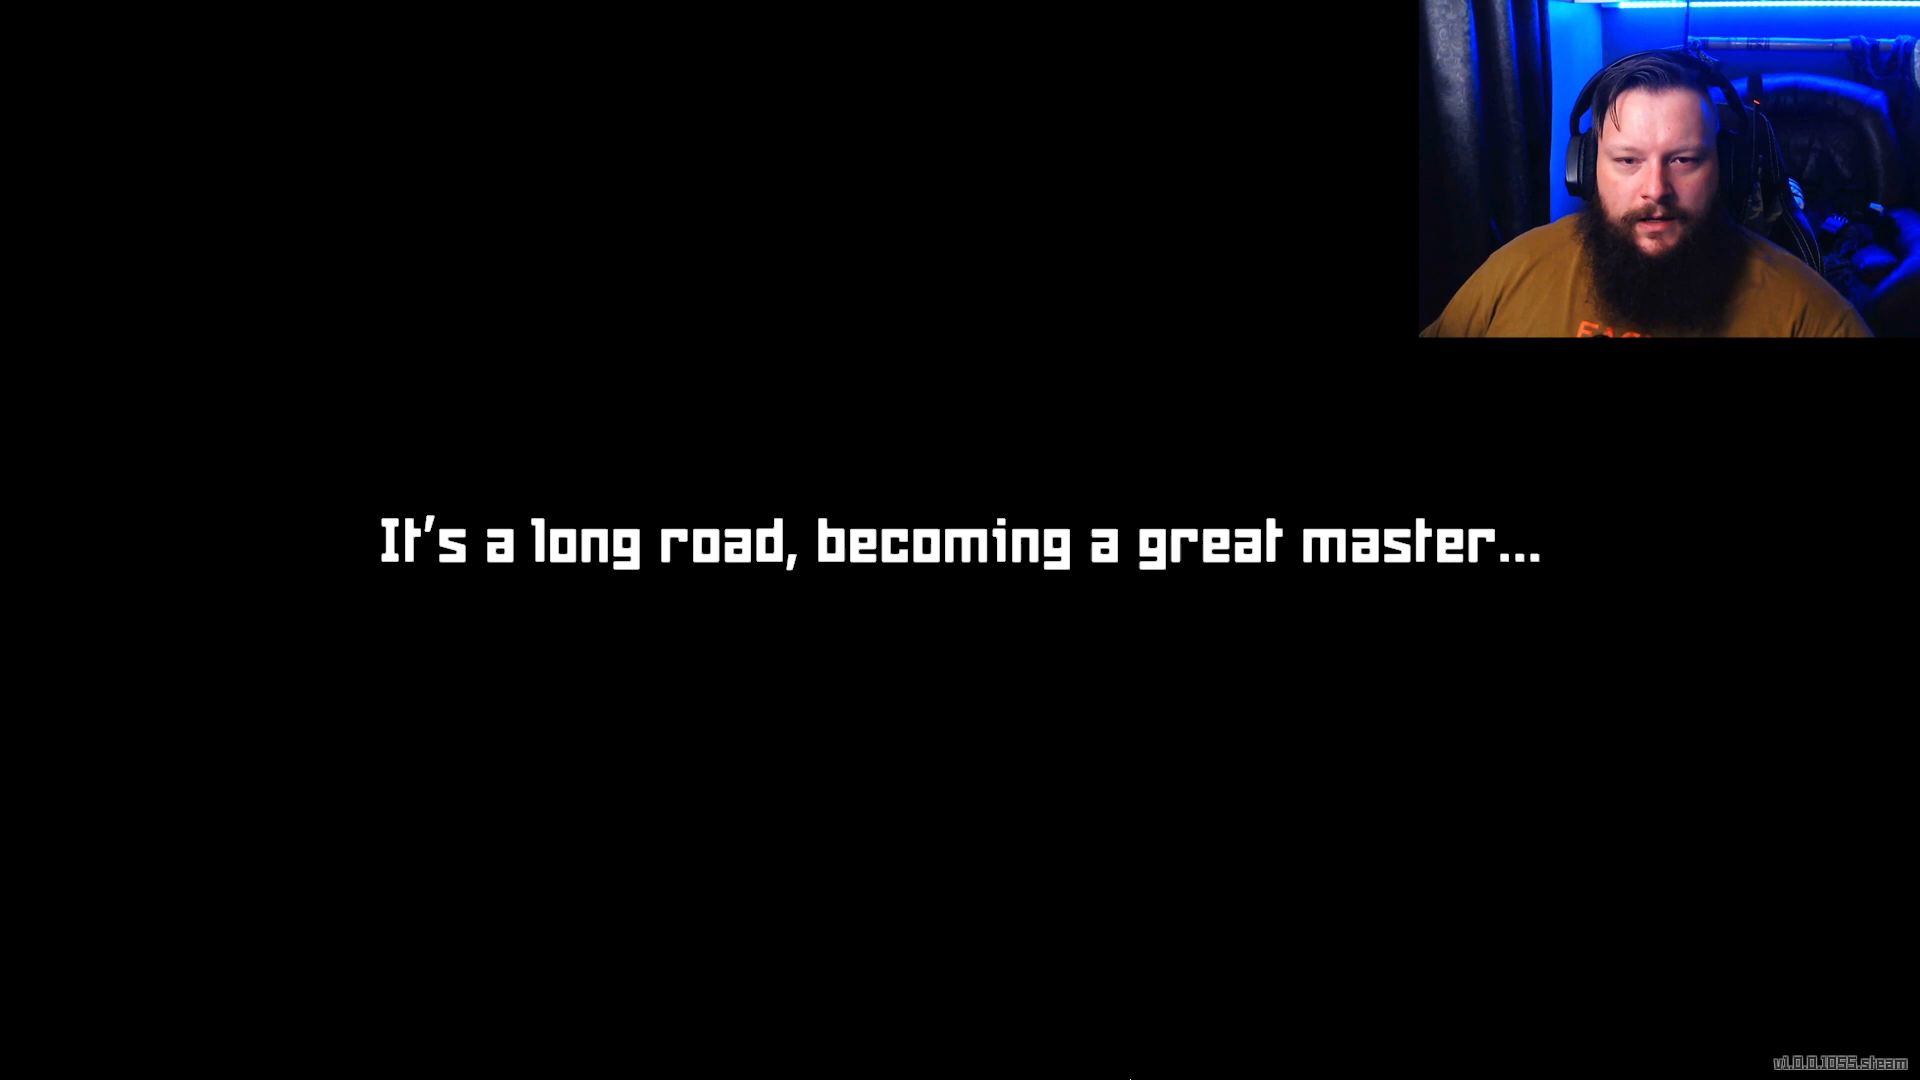 It's a long road, becoming a great master...
v1.0.0.1055.steam